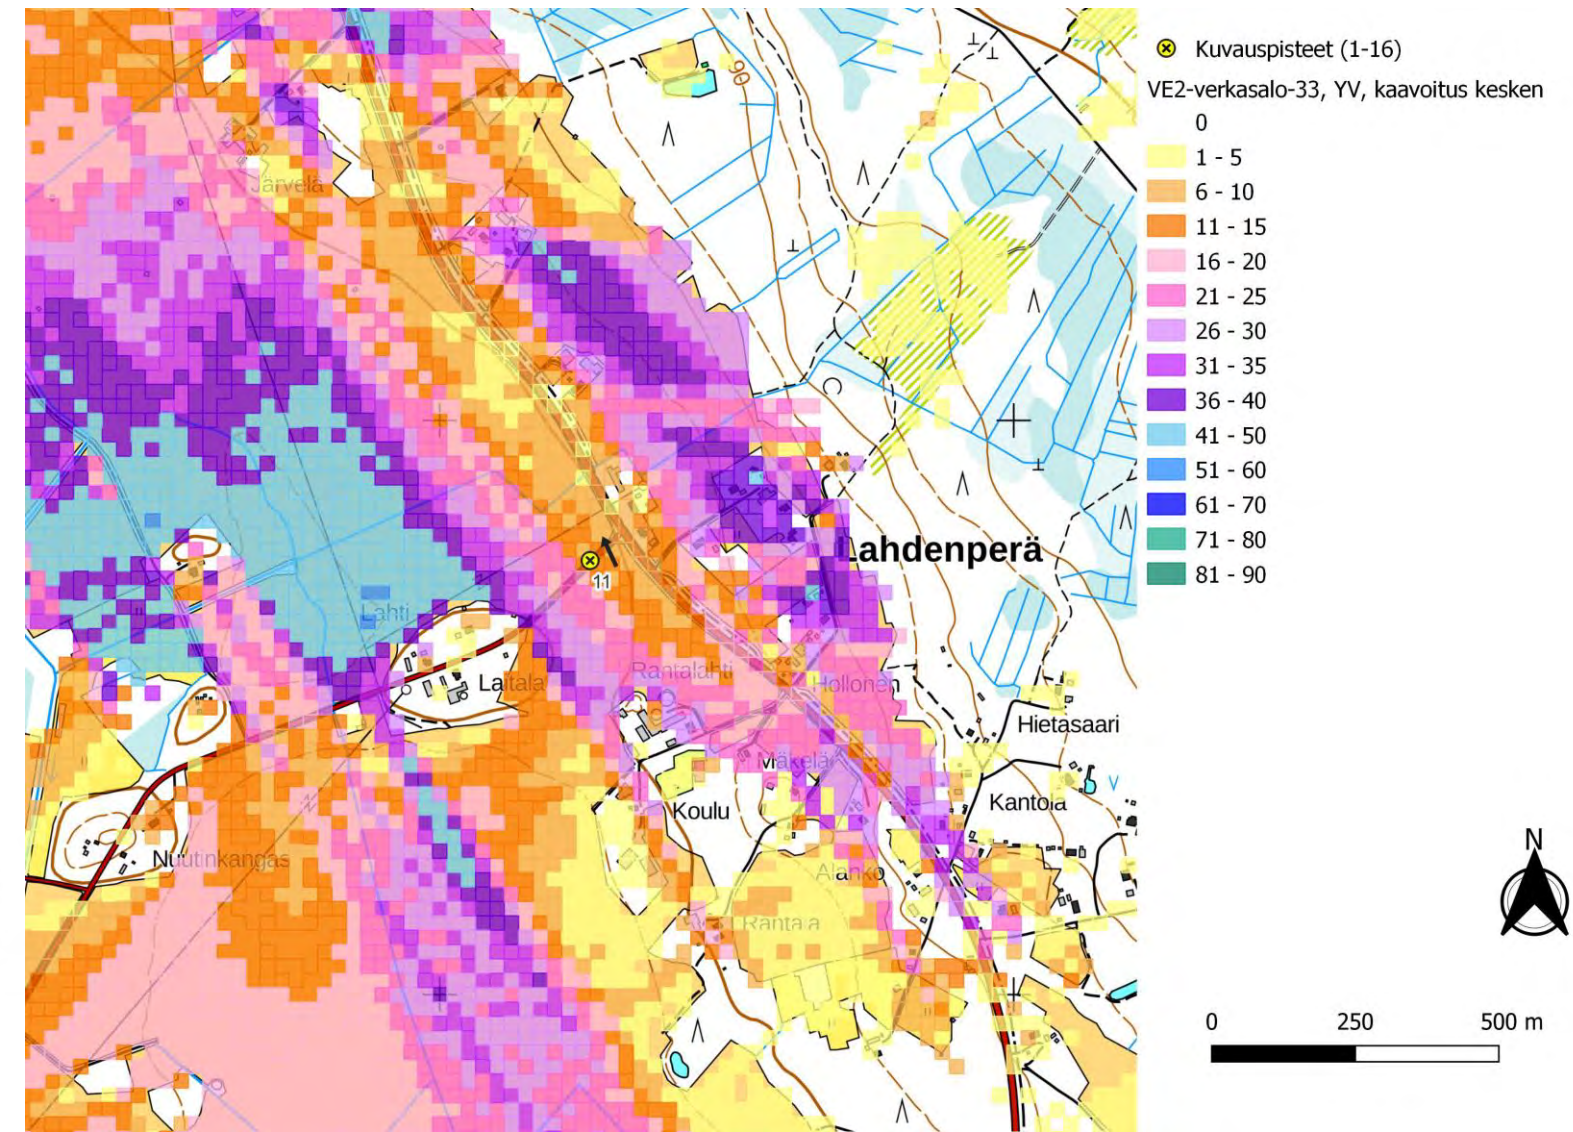 Kuvauspisteet (1-16)
VE2-verkasalo-33, YV, kaavoitus kesken
0
1 - 5
6 - 10
11 - 15
16 - 20
21 - 25
26 - 30
31 - 35
36 - 40
41 - 50
51 - 60
61 - 70
71 - 80
81 - 90
90
Järvelä
Lahdenperä
11
Lahti
Rantalahti
Laitala
Hollonen
Hietasaari
Mäkelä
Koulu
Kantola
Nuutinkangas
Alanko
Rantala
N
0 250 500 m